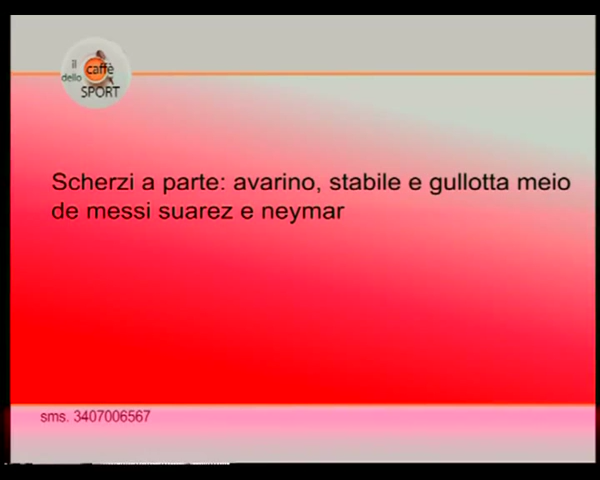 il
caffè
dello
SPORT
Scherzi a parte: avarino, stabile e gullotta meio
de messi suarez e neymar
sms. 3407006567